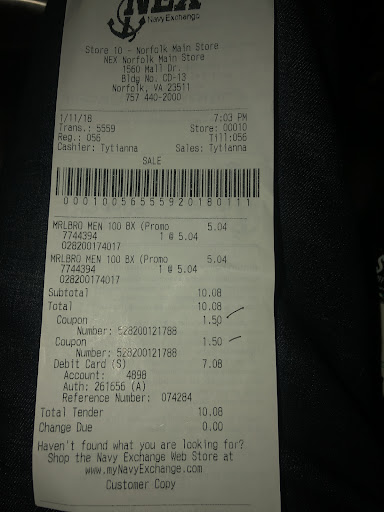 NEX
Navy Exchange
Store 10 - Norfolk Main Store
NEX Norfolk Main Store
1560 Mall Dr.
Bldg No. CD-13
Norfolk, VA 23511
757 440-2000
1/11/18 7:03 PM
Trans.: 5559 Store: 00010
Reg.: 056 Till:056
Cashier: Tytianna Sales: Tytianna
SALE
0001005655592018​0111
MRLBRO MEN 100 BX (Promo 5.04
7744394 1 @ 5.04
028200174017
MRLBRO MEN 100 BX (Promo 5.04
7744394 1 @ 5.04
028200174017
Subtotal 10.08
Total 10.08
Coupon 1.50
Number: 528200121788
Coupon 1.50
Number: 528200121788
Debit Card (S) 7.08
Account: 4898
Auth: 261656 (A)
Reference Number: 074284
Total Tender 10.08
Change Due 0.00
Haven't found what you are looking for?
Shop the Navy Exchange Web Store at
www.myNavyExchange.com
Customer Copy